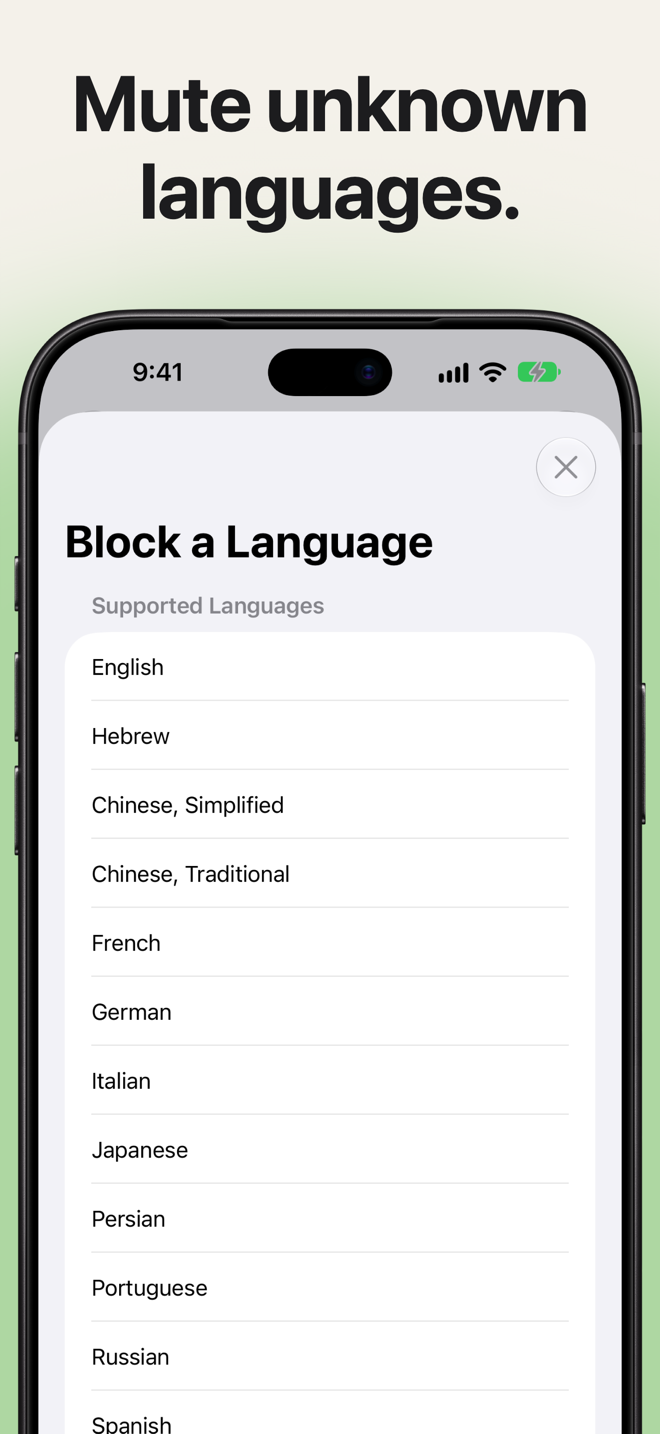 Mute unknown
languages.
9:41
Block a Language
Supported Languages
English
Hebrew
Chinese, Simplified
Chinese, Traditional
French
German
Italian
Japanese
Persian
Portuguese
Russian
Spanish